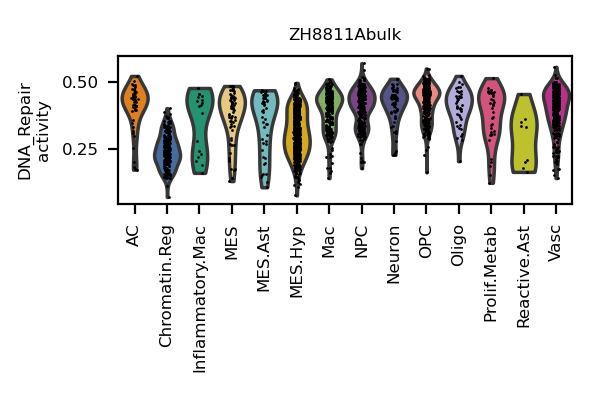 ZH8811Abulk
DNA_Repair
activity
0.50
0.25
AC
Chromatin.Reg
Inflammatory.Mac
MES
MES.Ast
MES.Hyp
Mac
NPC
Neuron
OPC
Oligo
Prolif.Metab
Reactive.Ast
Vasc